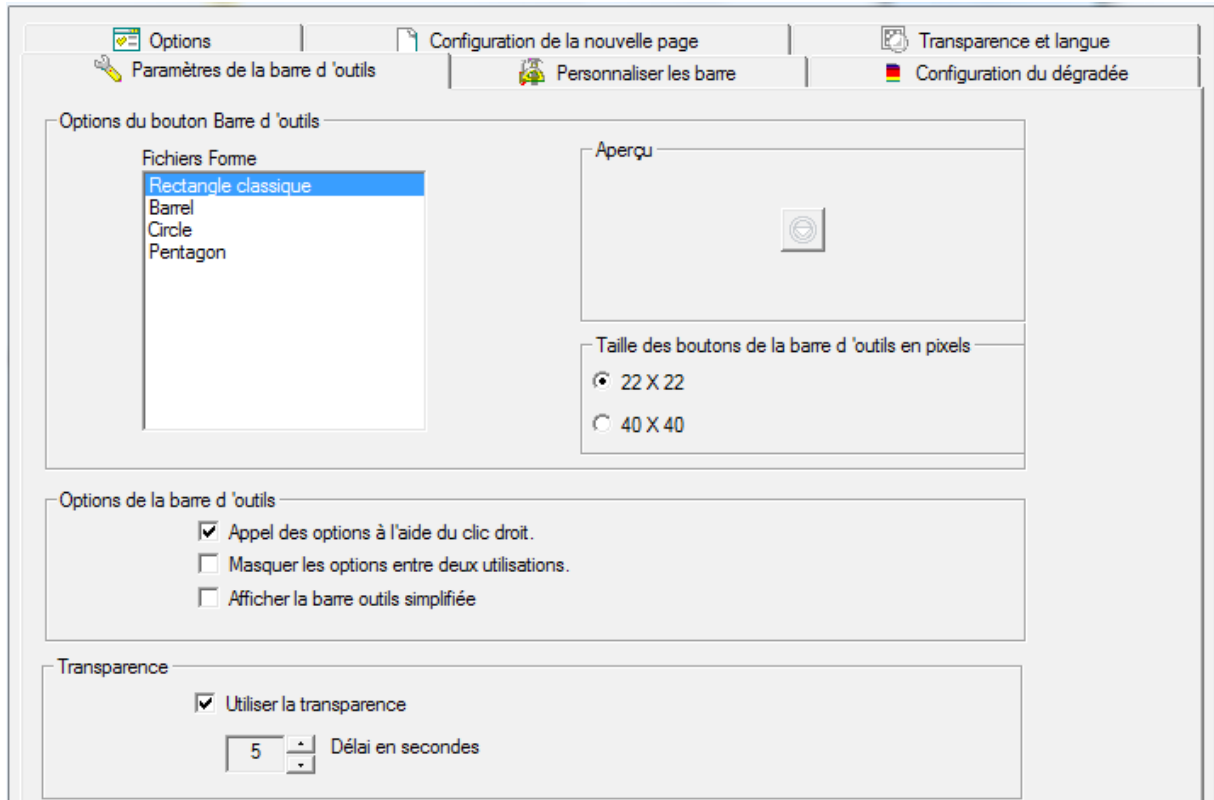 Options
Configuration de la nouvelle page
Transparence et langue
Paramètres de la barre d 'outils
Personnaliser les barre
Configuration du dégradée
Options du bouton Barre d 'outils
Fichiers Forme
Rectangle classique
Barrel
Circle
Pentagon
Aperçu
Taille des boutons de la barre d 'outils en pixels
22 X 22
40 X 40
Options de la barre d 'outils
Appel des options à l'aide du clic droit.
Masquer les options entre deux utilisations.
Afficher la barre outils simplifiée
Transparence
Utiliser la transparence
5 Délai en secondes